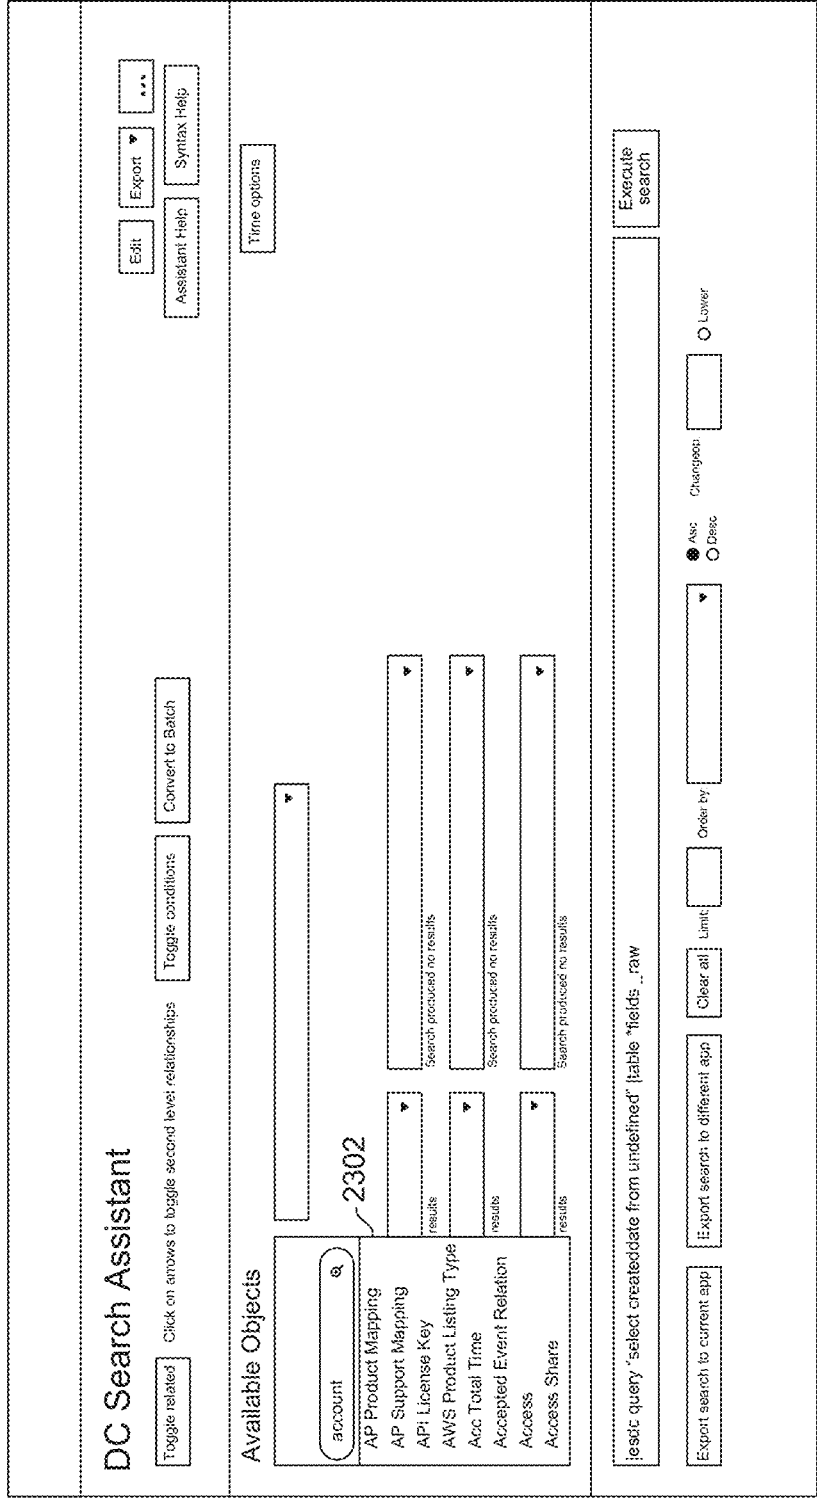 DC Search Assistant
Edit
Export
...
Toggle related
Click on arrows to toggle second level relationships
Toggle conditions
Convert to Batch
Assistant Help
Syntax Help
Available Objects
Time options
account
2302
AP Product Mapping
AP Support Mapping
API License Key
AWS Product Listing Type
Acc Total Time
Accepted Event Relation
Access
Access Share
results
Search produced no results
results
Search produced no results
results
Search produced no results
|esdc query "select createddate from undefined" |table *fields _raw
Execute
search
Export search to current app
Export search to different app
Clear all
Limit:
Order by
Asc
Desc
Changeop:
Lower